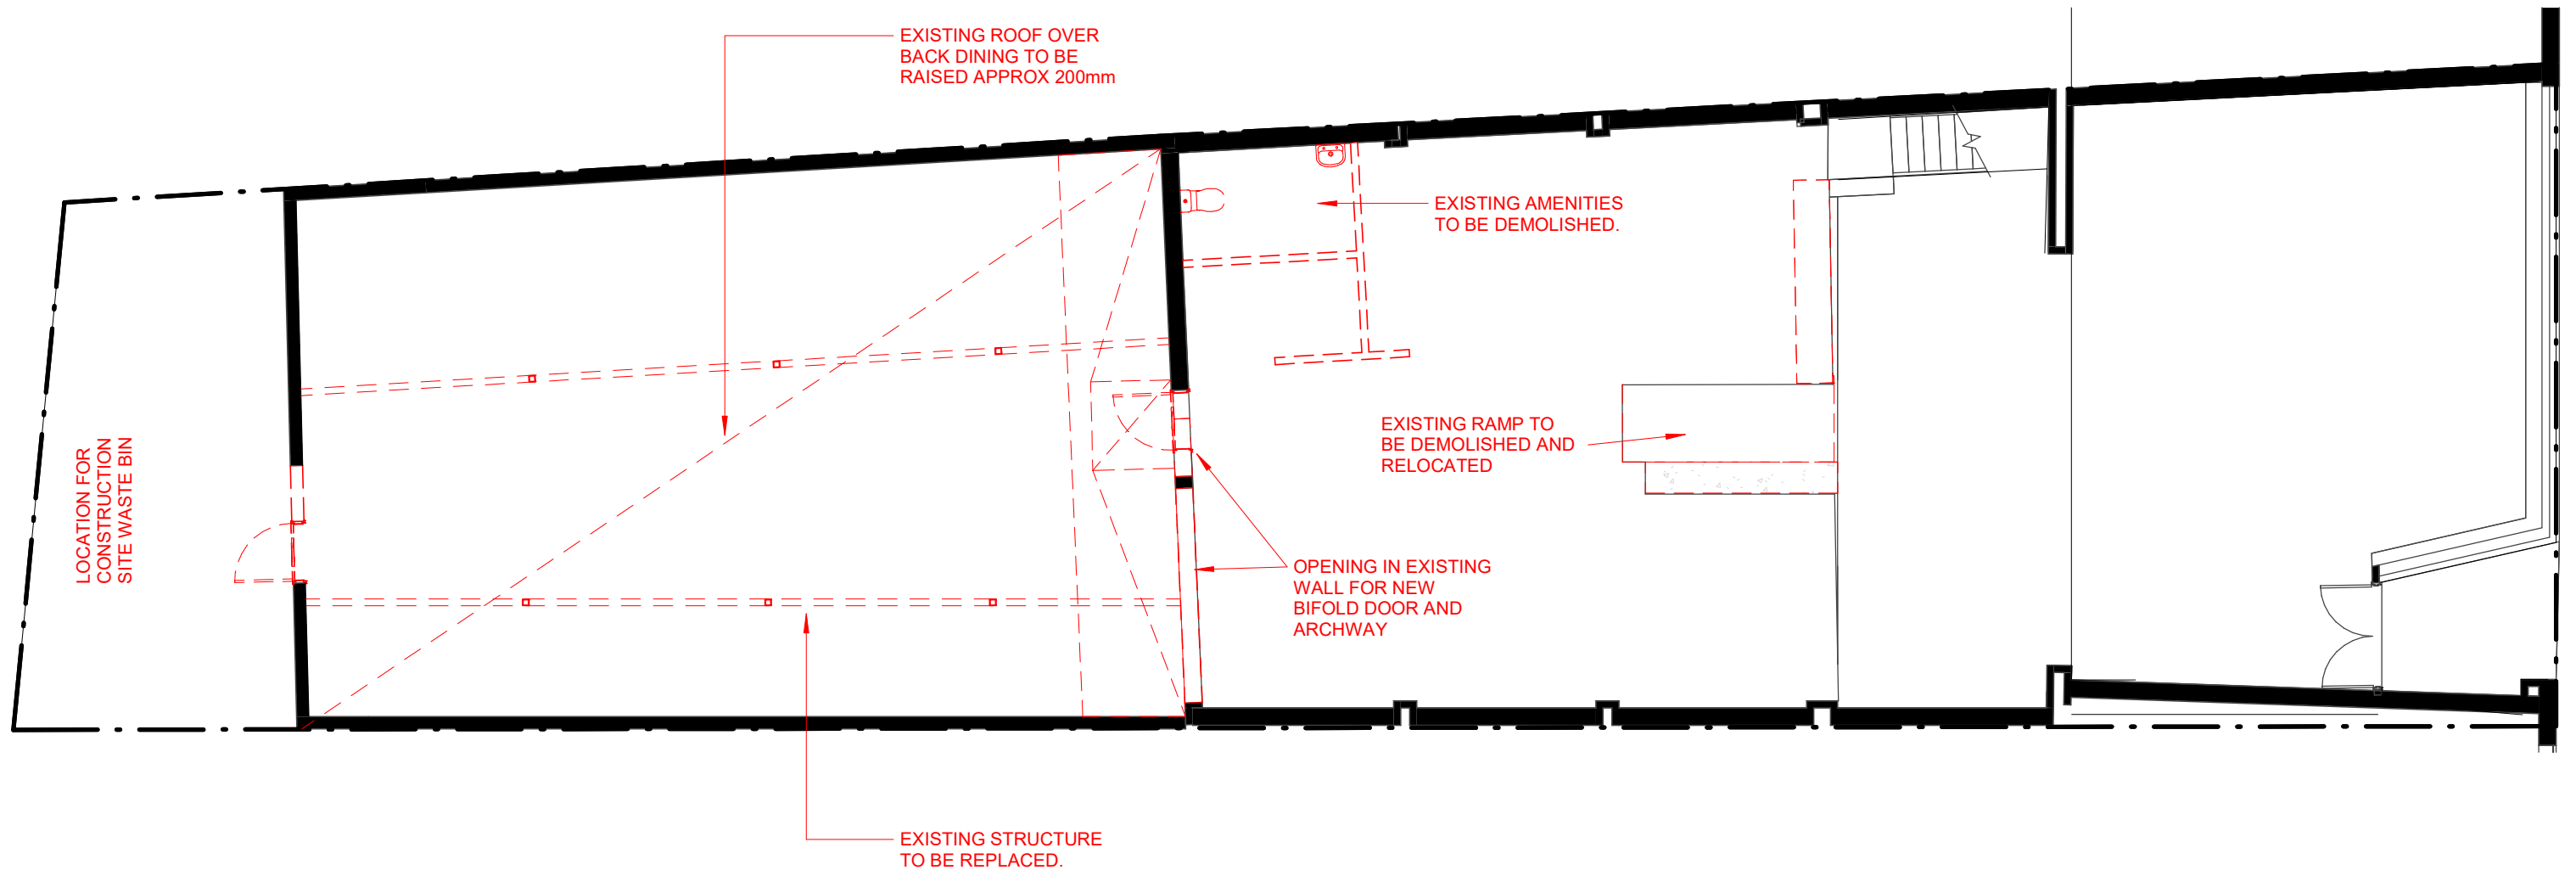 EXISTING ROOF OVER
BACK DINING TO BE
RAISED APPROX 200mm
EXISTING AMENITIES
TO BE DEMOLISHED.
EXISTING RAMP TO
BE DEMOLISHED AND
RELOCATED
LOCATION FOR
CONSTRUCTION
SITE WASTE BIN
OPENING IN EXISTING
WALL FOR NEW
BIFOLD DOOR AND
ARCHWAY
EXISTING STRUCTURE
TO BE REPLACED.